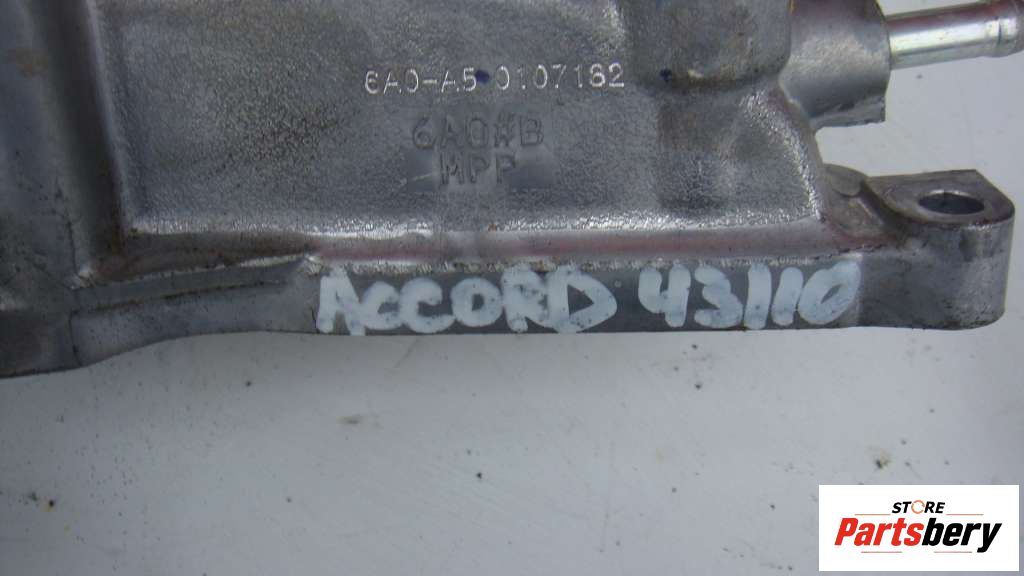 6A0-A5 0107182
6A0#B
MPP
ACCORD 43110
STORE
Partsbery